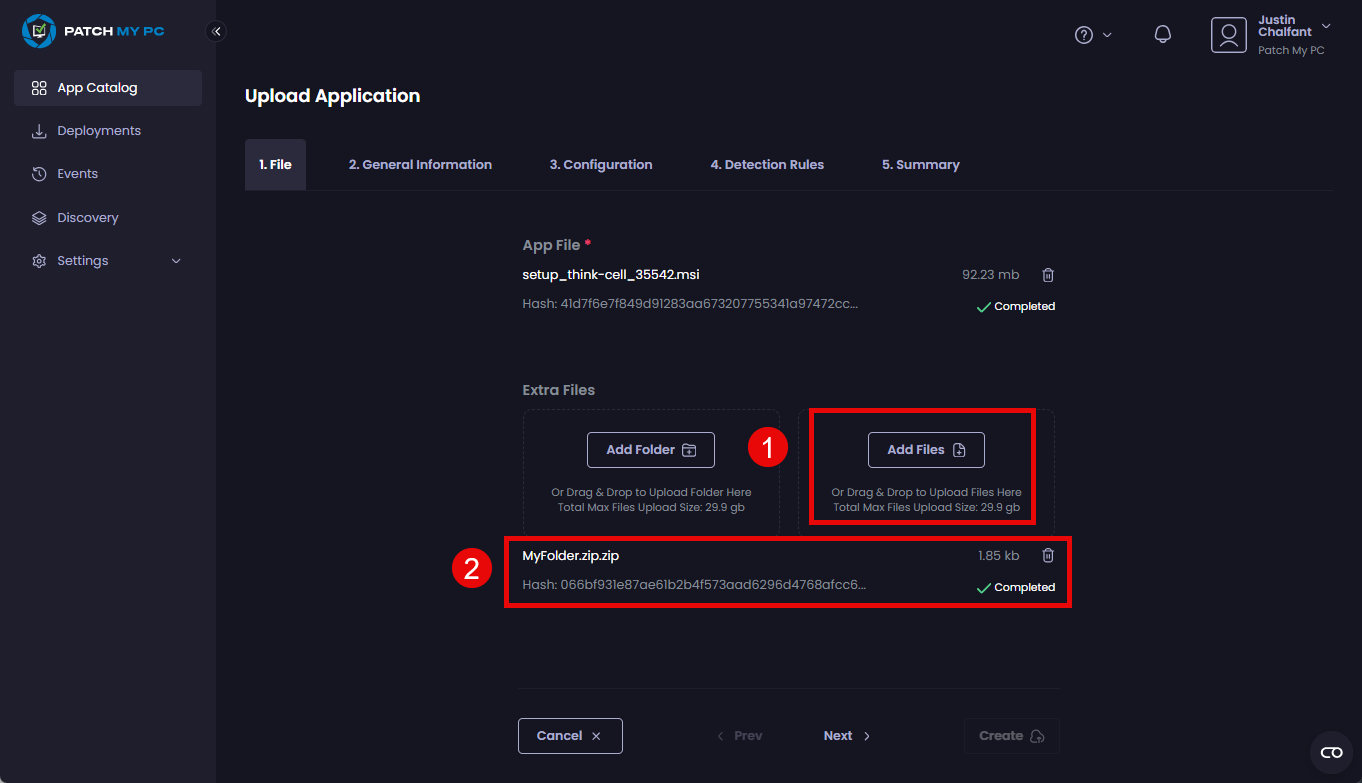 PATCH MY PC
Justin
Chalfant
Patch My PC
App Catalog
Deployments
Events
Discovery
Settings
Upload Application
1. File
2. General Information
3. Configuration
4. Detection Rules
5. Summary
App File *
setup_think-cell_35542.msi
92.23 mb
Hash: 41d7f6e7f849d91283aa673207755341a97472cc...
Completed
Extra Files
Add Folder
Or Drag & Drop to Upload Folder Here
Total Max Files Upload Size: 29.9 gb
1
Add Files
Or Drag & Drop to Upload Files Here
Total Max Files Upload Size: 29.9 gb
2
MyFolder.zip.zip
1.85 kb
Hash: 066bf931e87ae61b2b4f573aad6296d4768afcc6...
Completed
Cancel
Prev
Next
Create